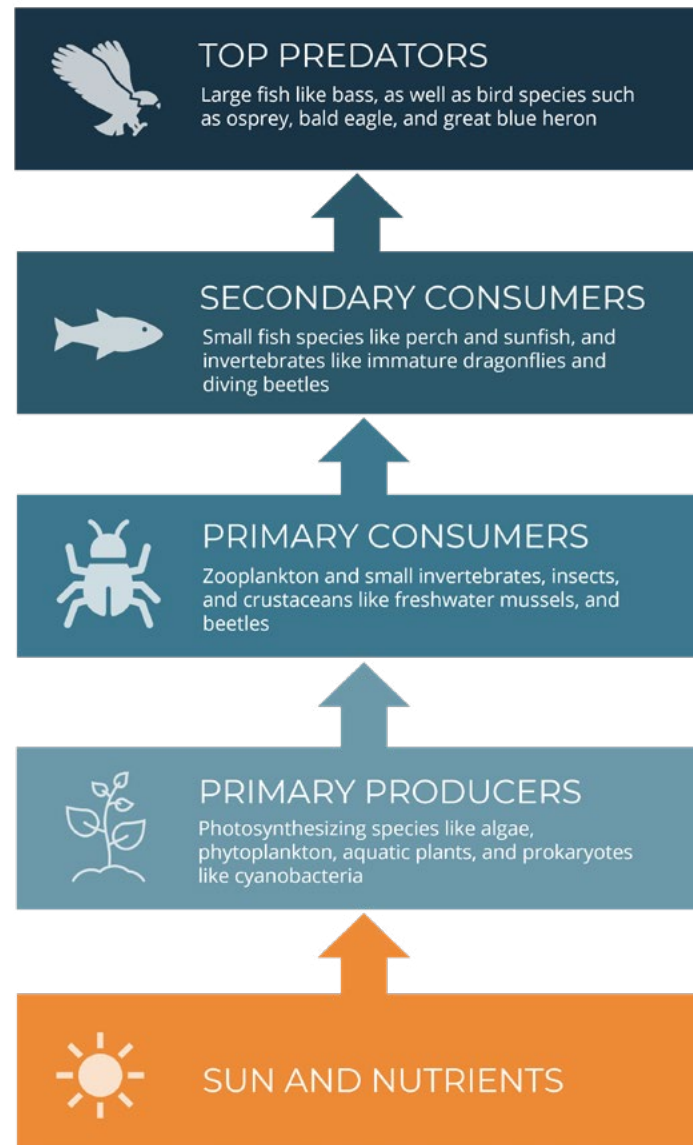 TOP PREDATORS
Large fish like bass, as well as bird species such
as osprey, bald eagle, and great blue heron
SECONDARY CONSUMERS
Small fish species like perch and sunfish, and
invertebrates like immature dragonflies and
diving beetles
PRIMARY CONSUMERS
Zooplankton and small invertebrates, insects,
and crustaceans like freshwater mussels, and
beetles
PRIMARY PRODUCERS
Photosynthesizing species like algae,
phytoplankton, aquatic plants, and prokaryotes
like cyanobacteria
SUN AND NUTRIENTS